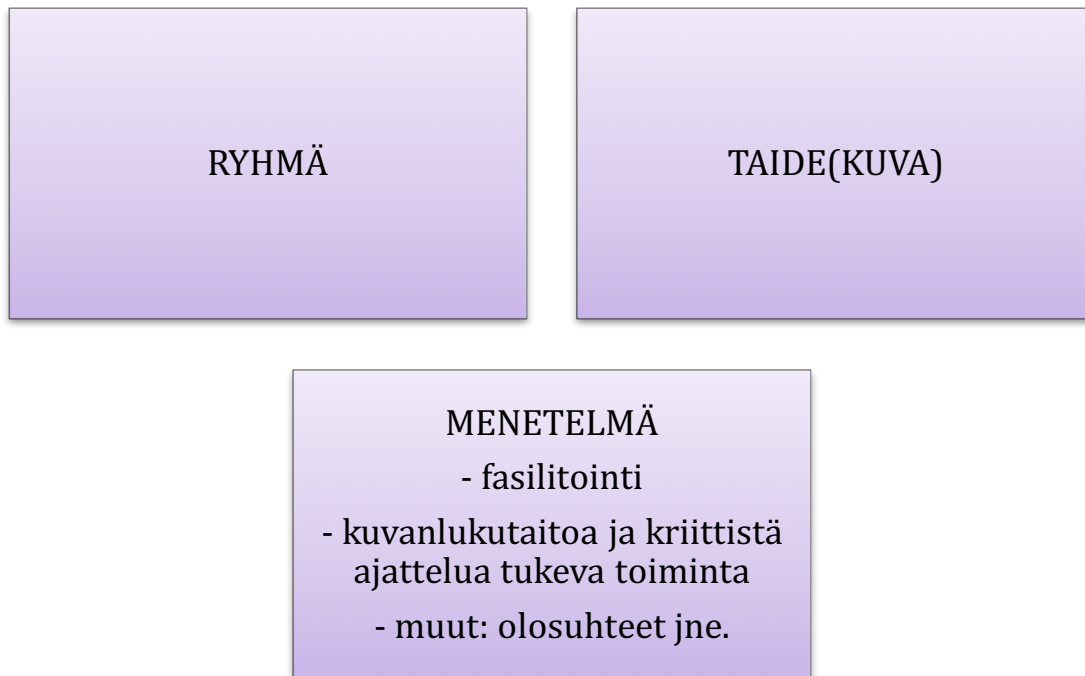 RYHMÄ
TAIDE(KUVA)
MENETELMÄ
- fasilitointi
- kuvanlukutaitoa ja kriittistä
ajattelua tukeva toiminta
- muut: olosuhteet jne.